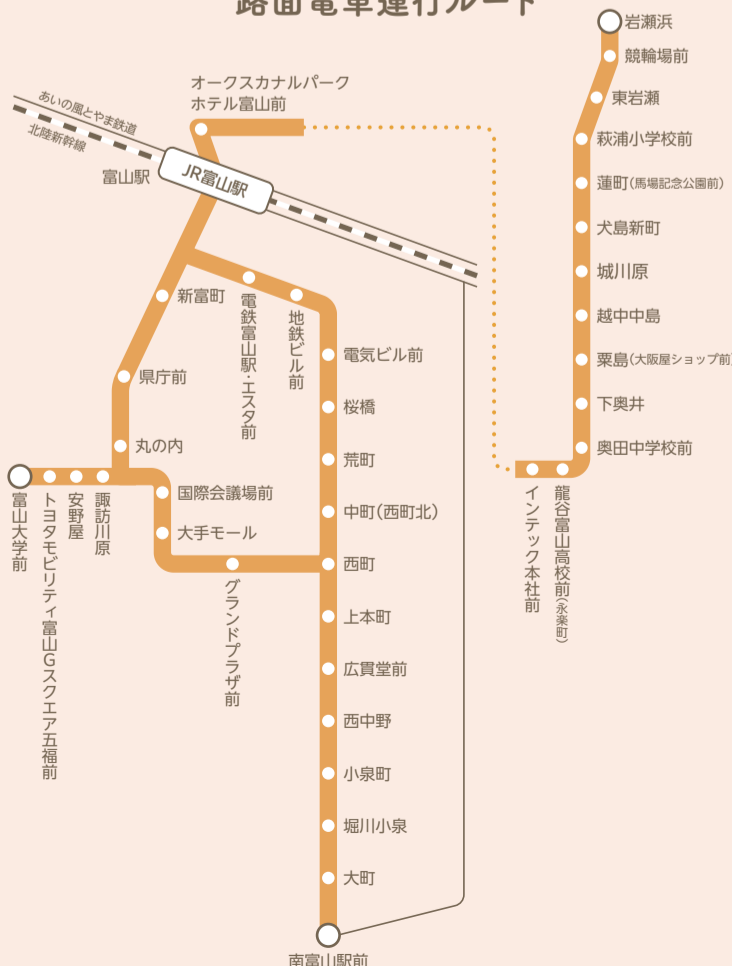 路面電車運行ルート
岩瀬浜
競輪場前
東岩瀬
萩浦小学校前
蓮町(馬場記念公園前)
犬島新町
城川原
越中中島
粟島(大阪屋ショップ前)
下奥井
奥田中学校前
龍谷富山高校前(永楽町)
インテック本社前
オークスカナルパーク
ホテル富山前
あいの風とやま鉄道
北陸新幹線
富山駅
JR富山駅
新富町
電鉄富山駅・エスタ前
地鉄ビル前
県庁前
電気ビル前
桜橋
丸の内
荒町
富山大学前
トヨタモビリティ富山Gスクエア五福前
安野屋
諏訪川原
国際会議場前
中町(西町北)
大手モール
グランドプラザ前
西町
上本町
広貫堂前
西中野
小泉町
堀川小泉
大町
南富山駅前